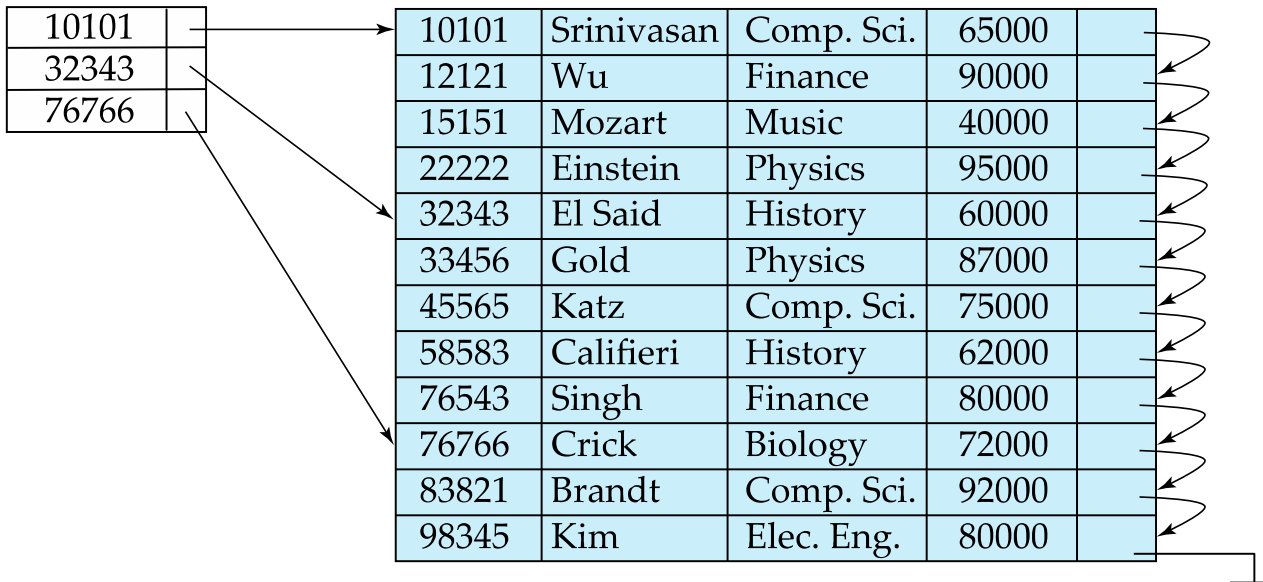 10101
32343
76766
10101 Srinivasan Comp. Sci. 65000
12121 Wu Finance 90000
15151 Mozart Music 40000
22222 Einstein Physics 95000
32343 El Said History 60000
33456 Gold Physics 87000
45565 Katz Comp. Sci. 75000
58583 Califieri History 62000
76543 Singh Finance 80000
76766 Crick Biology 72000
83821 Brandt Comp. Sci. 92000
98345 Kim Elec. Eng. 80000